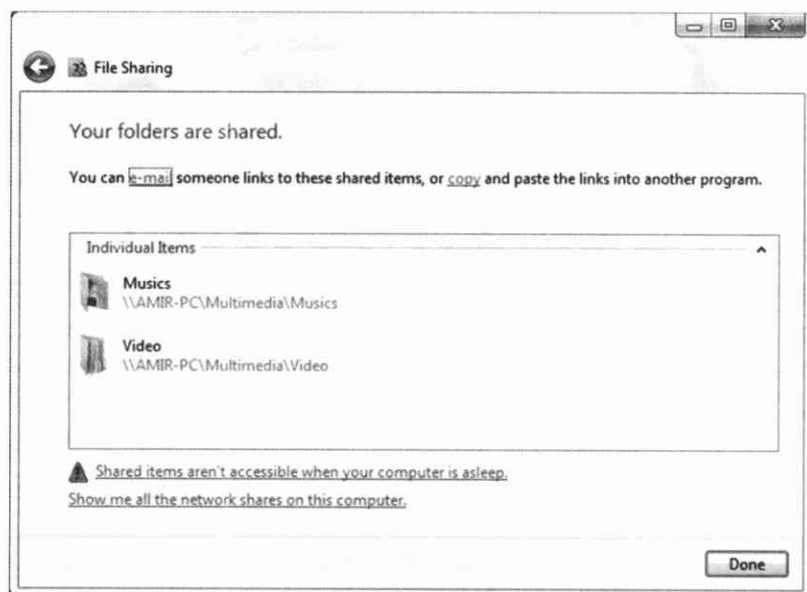 File Sharing
Your folders are shared.
You can e-mail someone links to these shared items, or copy and paste the links into another program.
Individual Items
Musics
\\AMIR-PC\Multimedia\Musics
Video
\\AMIR-PC\Multimedia\Video
Shared items aren't accessible when your computer is asleep.
Show me all the network shares on this computer.
Done